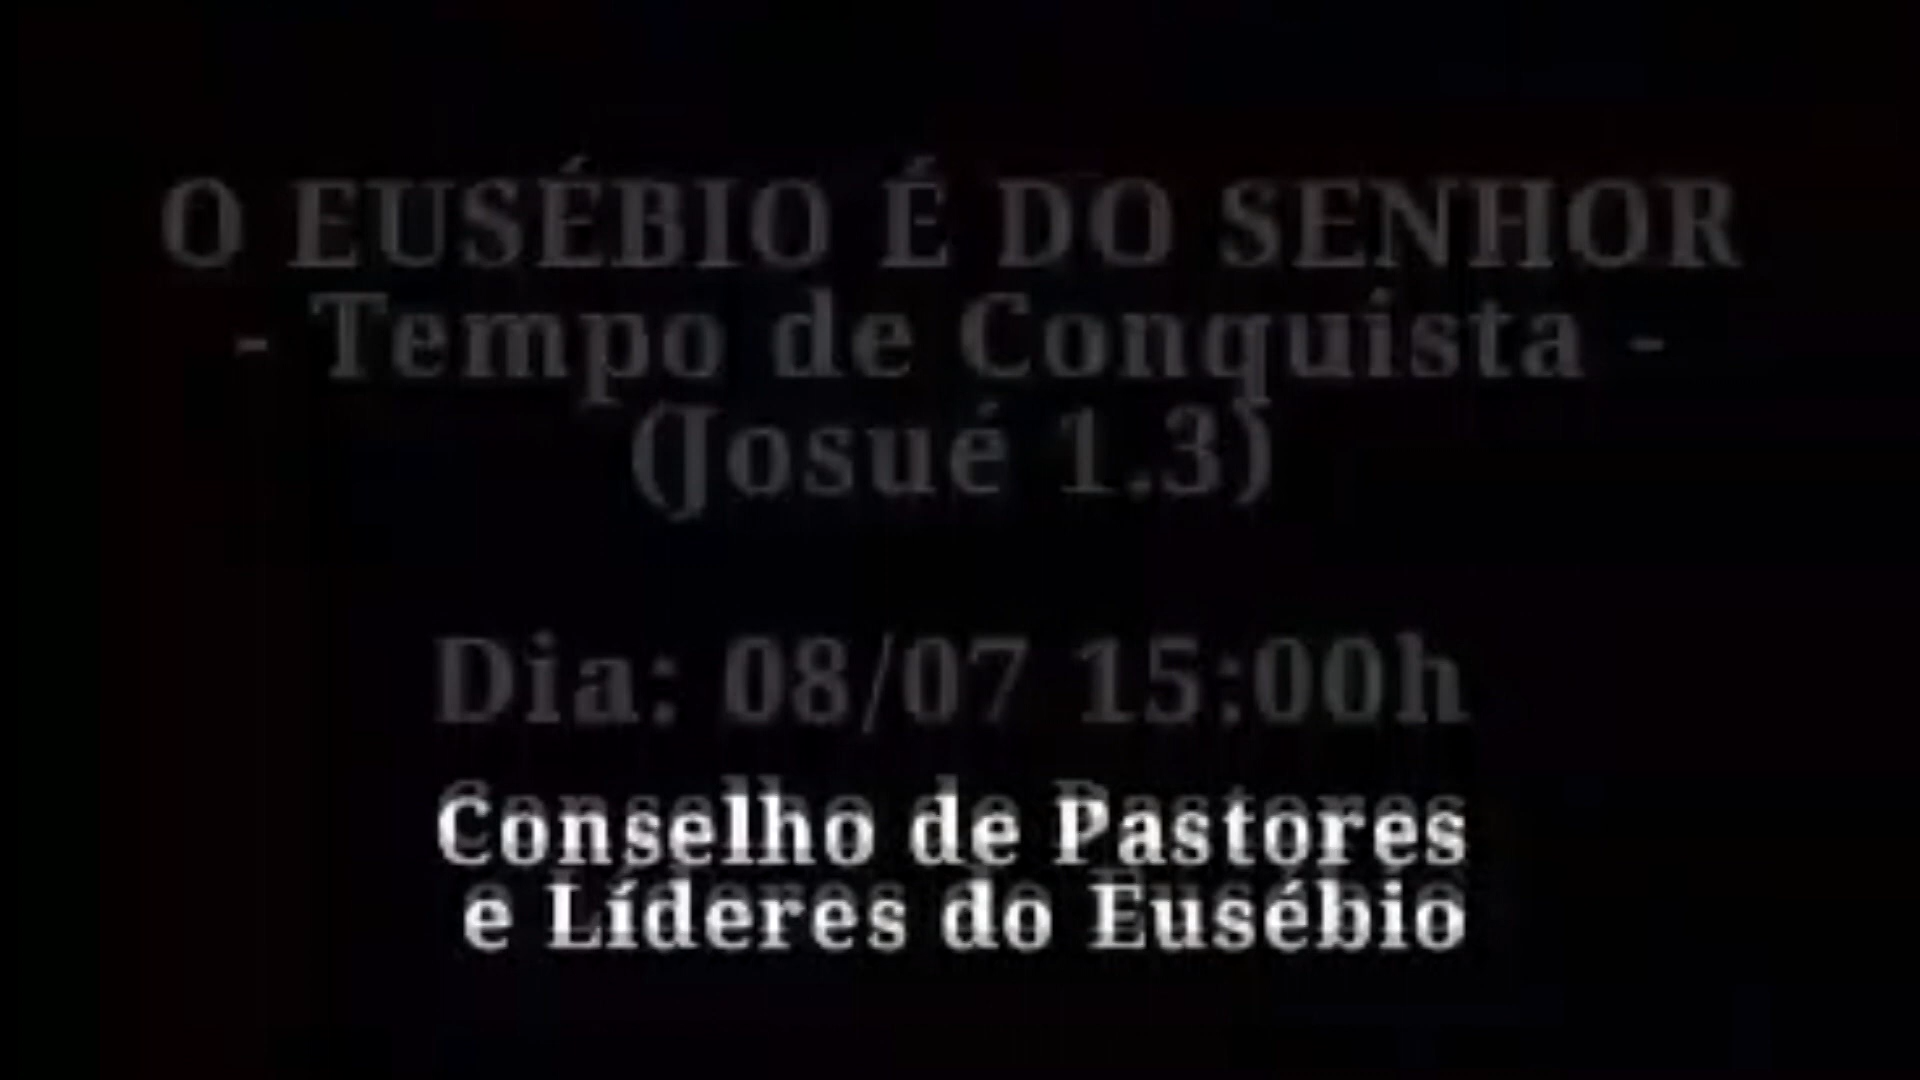 O EUSÉBIO É DO SENHOR
- Tempo de Conquista -
(Josué 1.3)
Dia: 08/07 15:00h
Conselho de Pastores
e Líderes do Eusébio